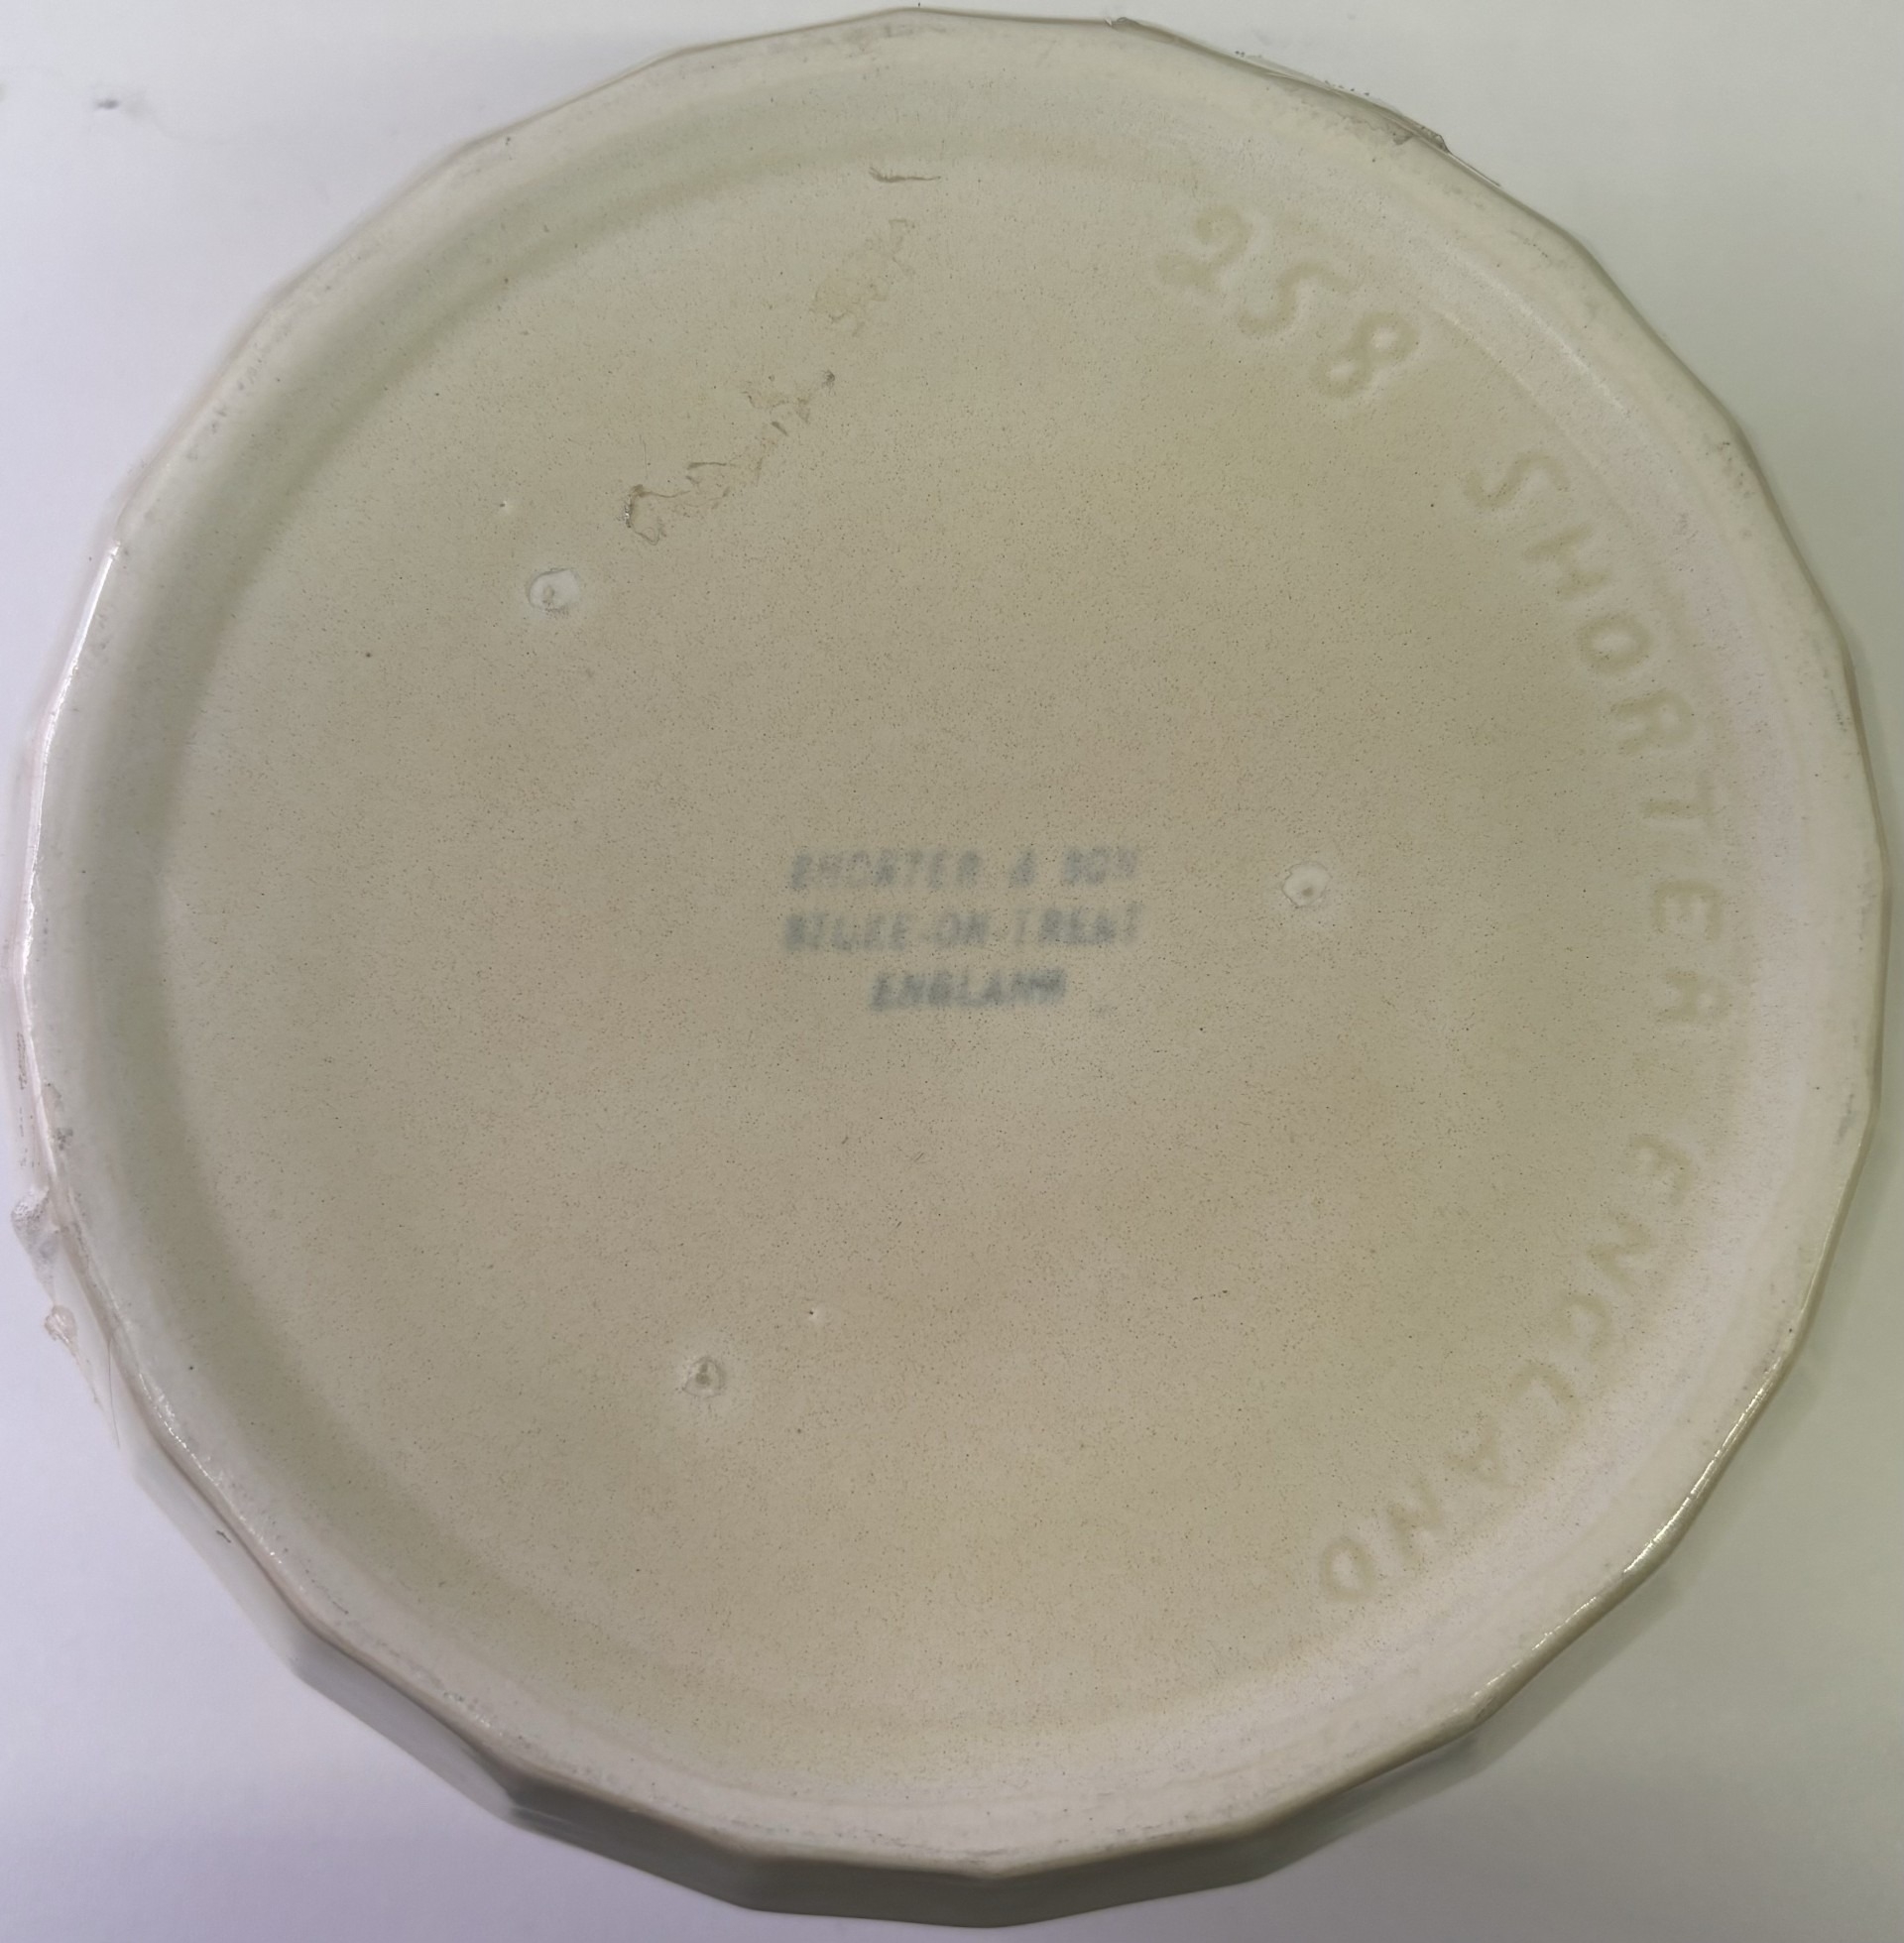 258 SHORTER ENGLAND
SHORTER & SON
STOKE-ON-TRENT
ENGLAND